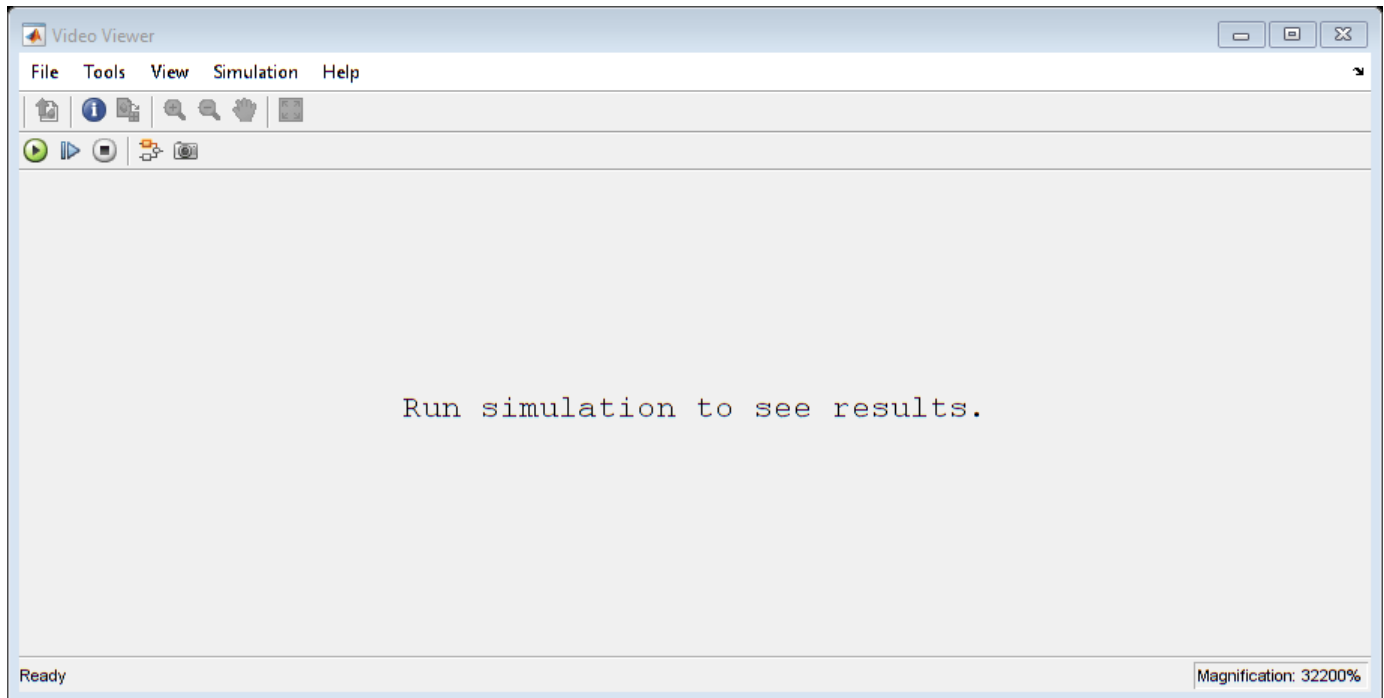 Video Viewer
File Tools View Simulation Help
Run simulation to see results.
Ready
Magnification: 32200%